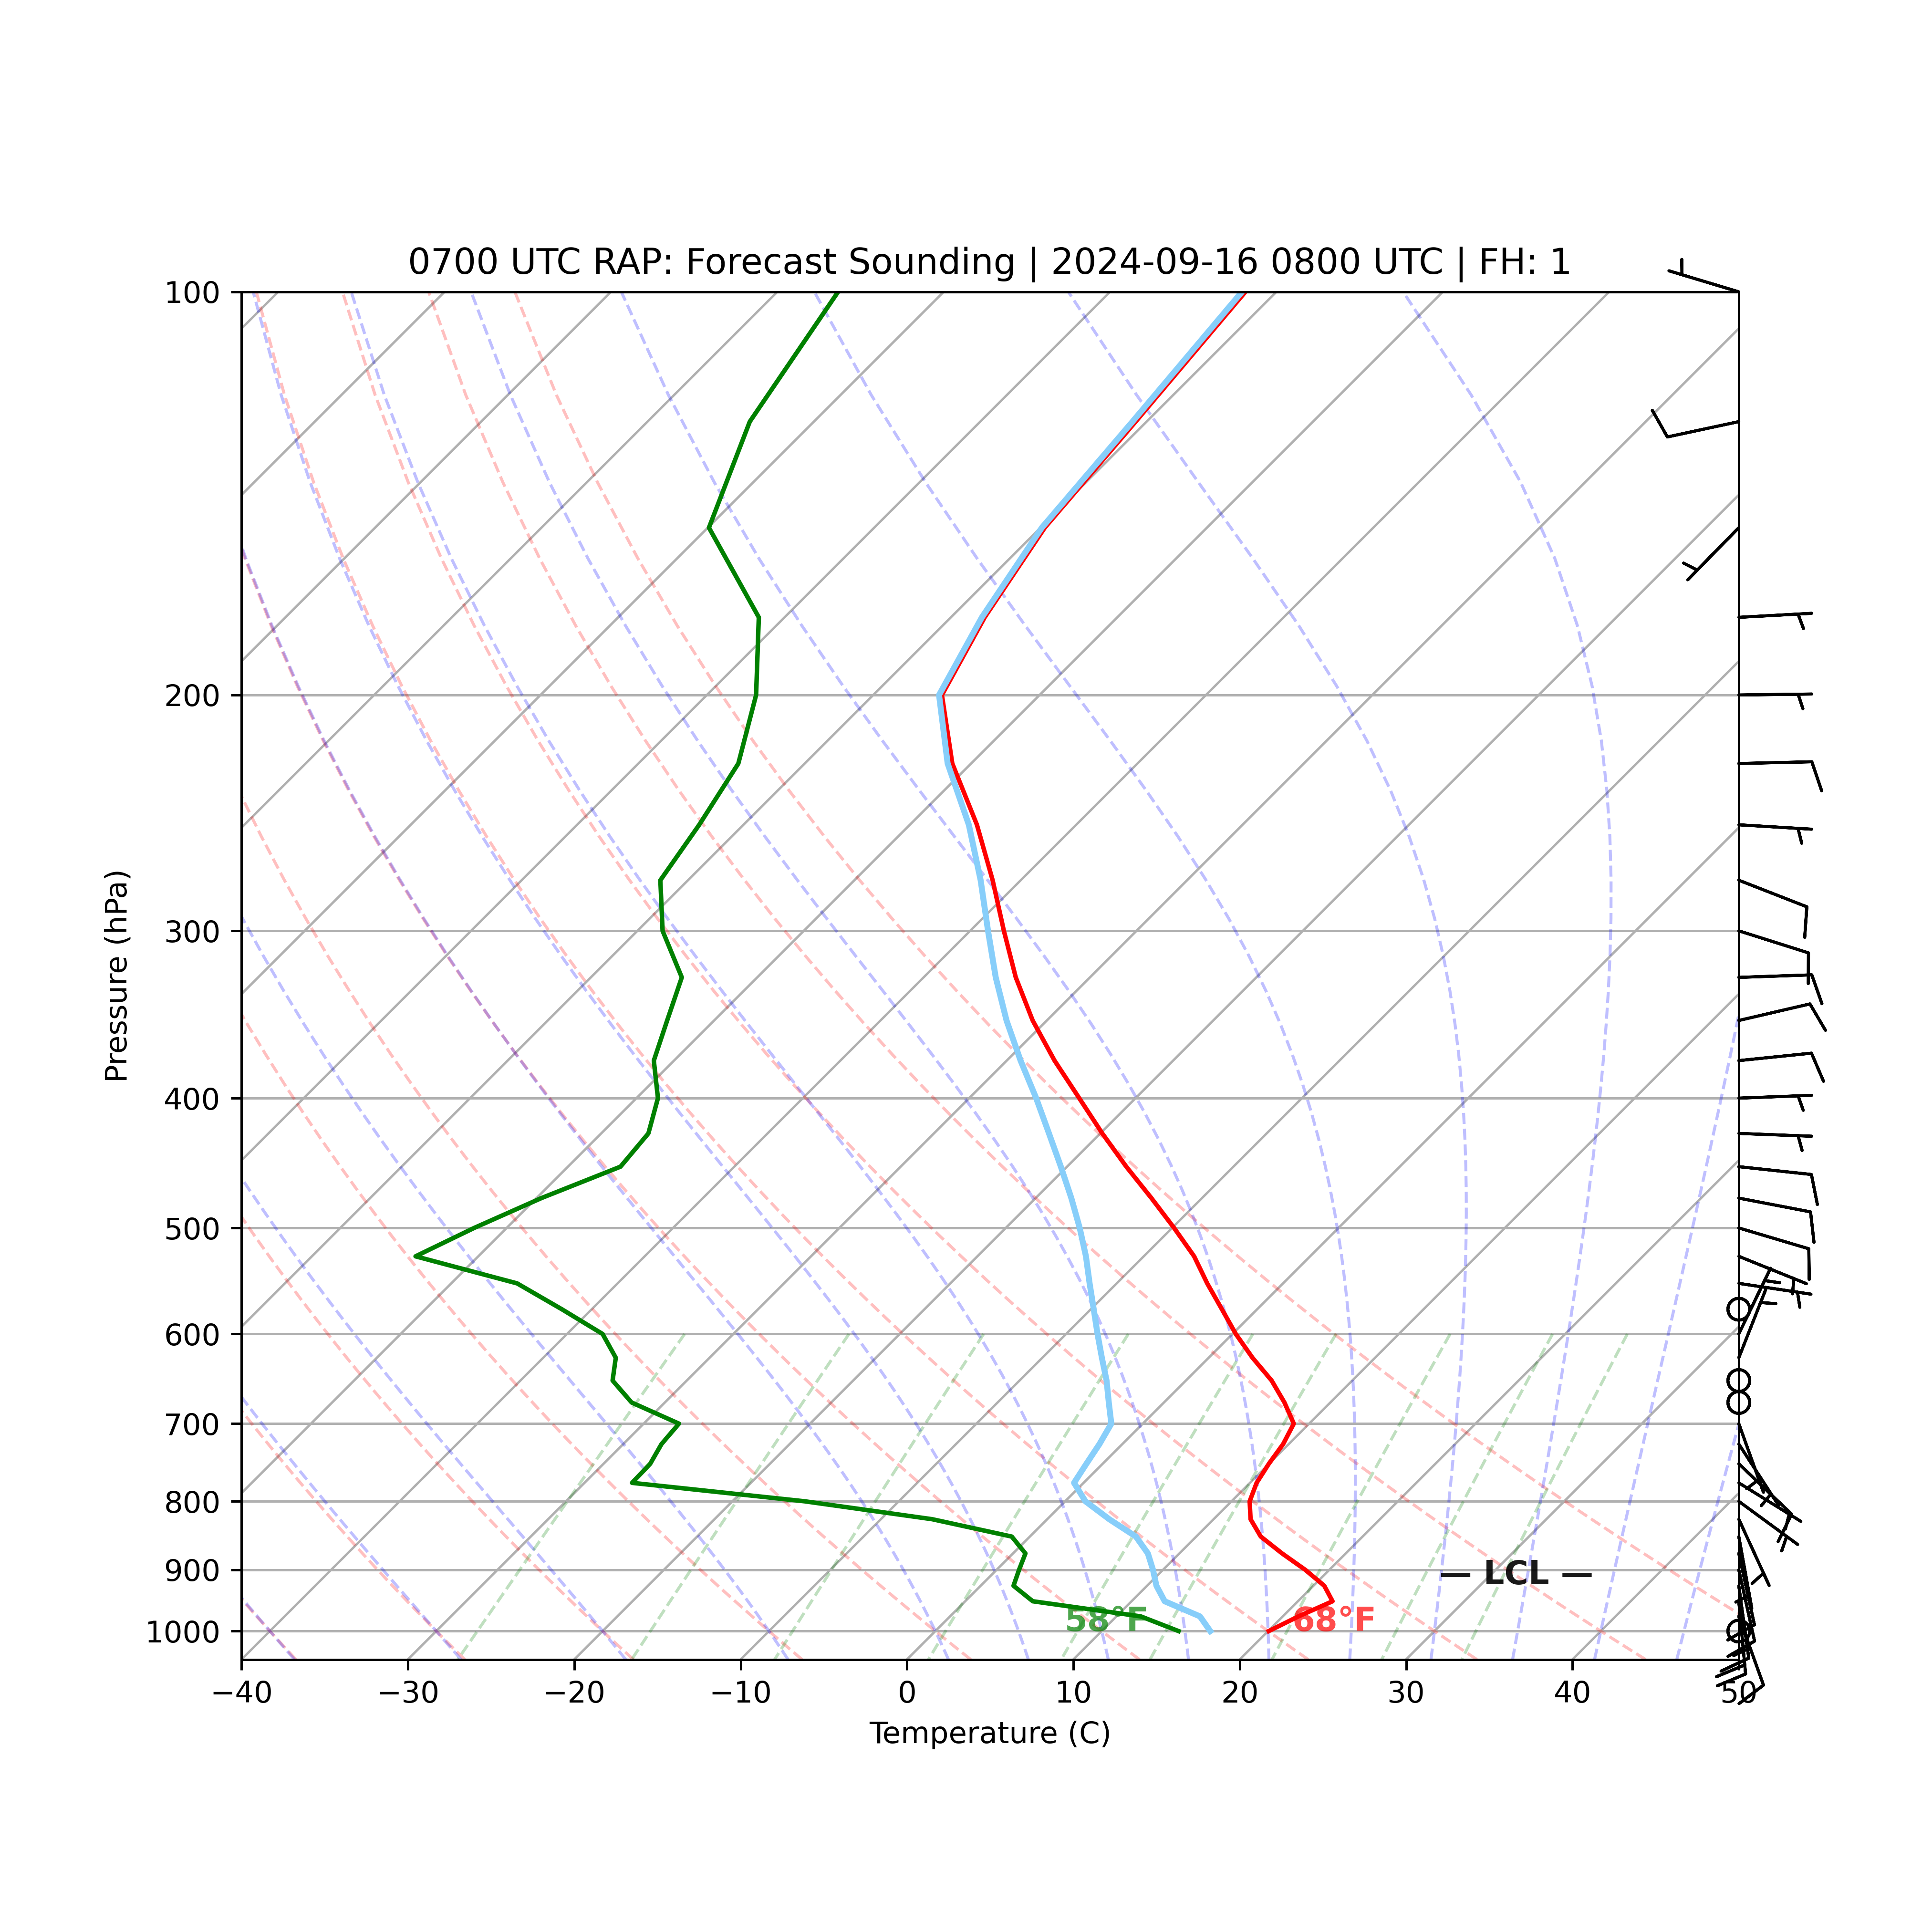 0700 UTC RAP: Forecast Sounding | 2024-09-16 0800 UTC | FH: 1
100
200
300
400
500
600
700
800
900
1000
Pressure (hPa)
— LCL —
58°F
68°F
−40 −30 −20 −10 0 10 20 30 40 50
Temperature (C)